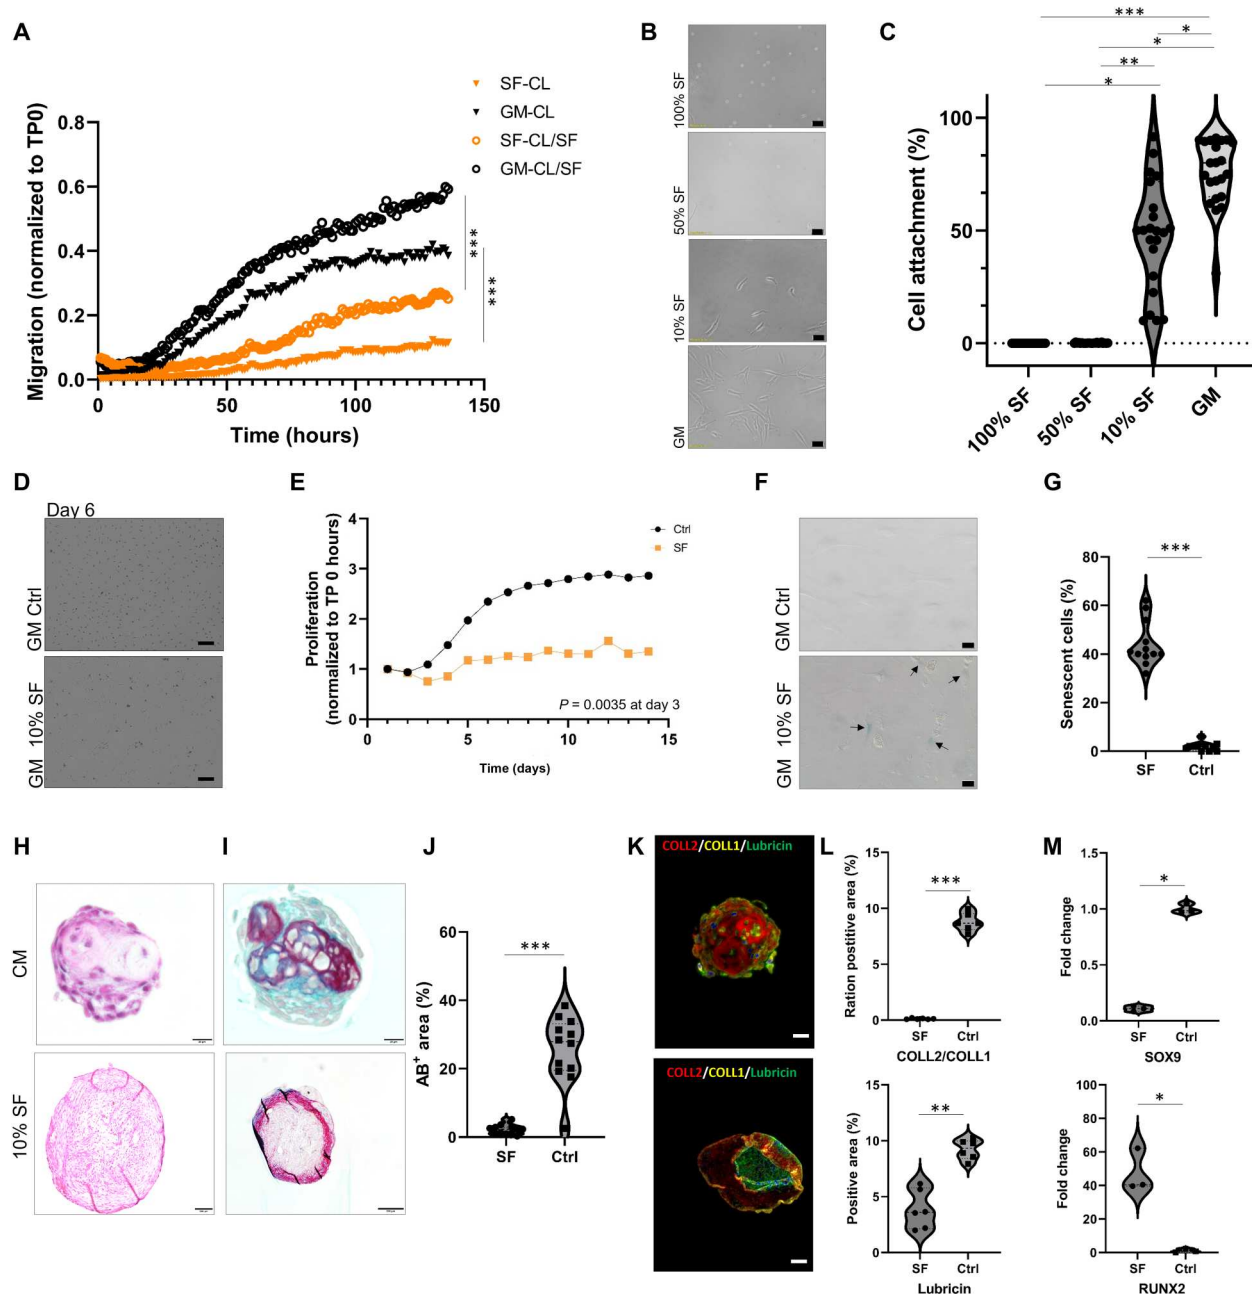 A
SF-CL
GM-CL
SF-CL/SF
GM-CL/SF
Migration (normalized to TP0)
0.8
0.6
0.4
0.2
0.0
0
50
100
150
Time (hours)
***
***
B
100% SF
50% SF
10% SF
GM
C
***
*
*
**
*
Cell attachment (%)
100
50
0
100% SF
50% SF
10% SF
GM
D
Day 6
GM Ctrl
GM 10% SF
E
Proliferation
(normalized to TP 0 hours)
4
3
2
1
0
0
5
10
15
Ctrl
SF
P = 0.0035 at day 3
Time (days)
F
GM Ctrl
GM 10% SF
G
***
Senescent cells (%)
80
60
40
20
0
SF
Ctrl
H
CM
10% SF
I
J
***
AB+ area (%)
60
40
20
0
SF
Ctrl
K
COLL2/COLL1/Lubricin
COLL2/COLL1/Lubricin
L
***
Ration postitive area (%)
15
10
5
0
SF
Ctrl
COLL2/COLL1
**
Positive area (%)
15
10
5
0
SF
Ctrl
Lubricin
M
*
Fold change
1.5
1.0
0.5
0.0
SF
Ctrl
SOX9
*
Fold change
100
80
60
40
20
0
SF
Ctrl
RUNX2